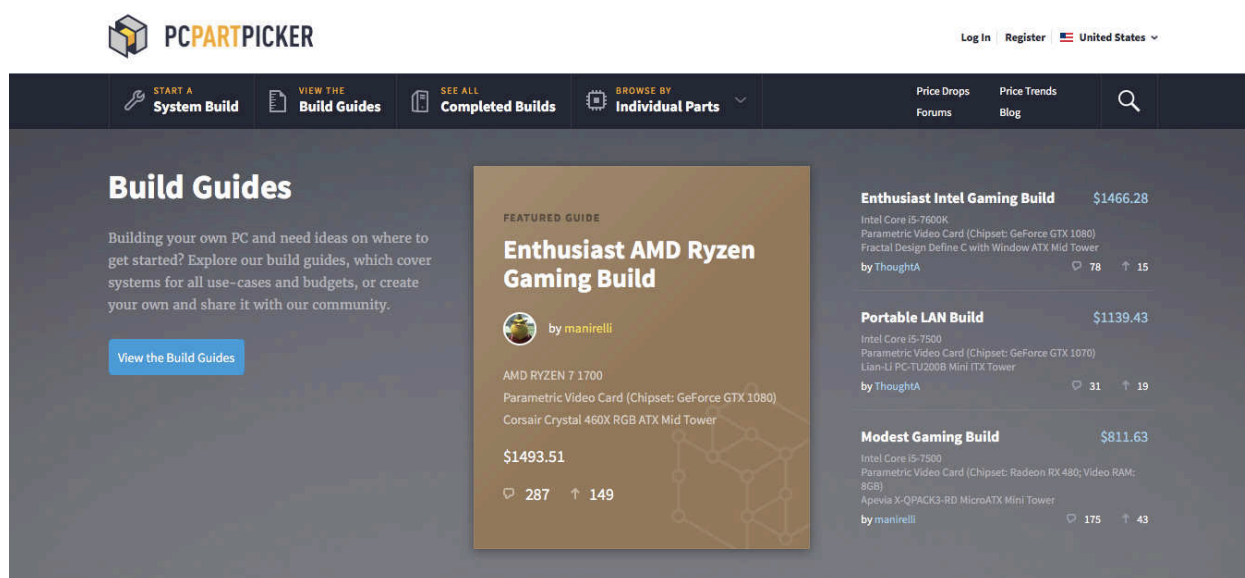 PCPARTPICKER
Log In Register United States
START A
System Build
VIEW THE
Build Guides
SEE ALL
Completed Builds
BROWSE BY
Individual Parts
Price Drops Price Trends
Forums Blog
Build Guides
Building your own PC and need ideas on where to
get started? Explore our build guides, which cover
systems for all use-cases and budgets, or create
your own and share it with our community.
View the Build Guides
FEATURED GUIDE
Enthusiast AMD Ryzen
Gaming Build
by manirelli
AMD RYZEN 7 1700
Parametric Video Card (Chipset: GeForce GTX 1080)
Corsair Crystal 460X RGB ATX Mid Tower
$1493.51
287 149
Enthusiast Intel Gaming Build $1466.28
Intel Core i5-7600K
Parametric Video Card (Chipset: GeForce GTX 1080)
Fractal Design Define C with Window ATX Mid Tower
by ThoughtA 78 15
Portable LAN Build $1139.43
Intel Core i5-7500
Parametric Video Card (Chipset: GeForce GTX 1070)
Lian-Li PC-TU200B Mini ITX Tower
by ThoughtA 31 19
Modest Gaming Build $811.63
Intel Core i5-7500
Parametric Video Card (Chipset: Radeon RX 480; Video RAM:
8GB)
Apevia X-QPACK3-RD MicroATX Mini Tower
by manirelli 175 43